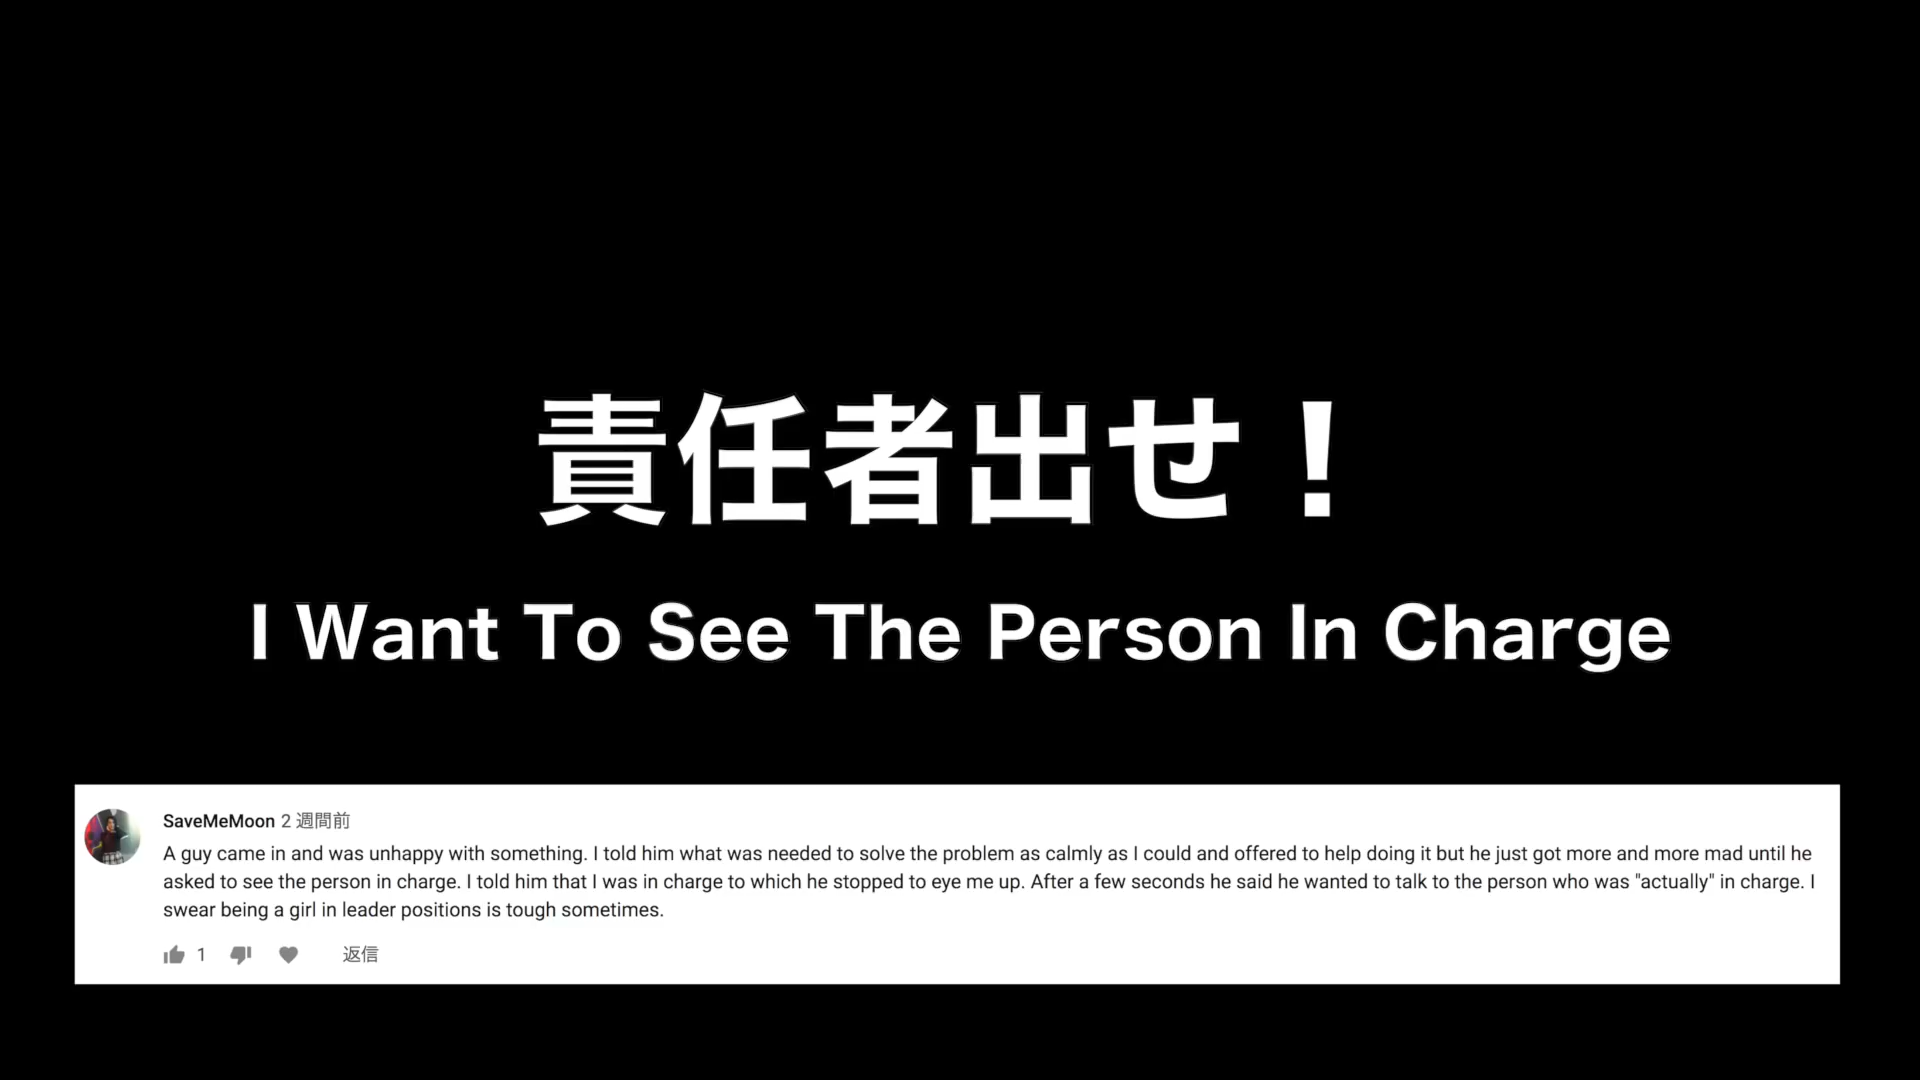 責任者出せ！
I Want To See The Person In Charge
SaveMeMoon 2 週間前
A guy came in and was unhappy with something. I told him what was needed to solve the problem as calmly as I could and offered to help doing it but he just got more and more mad until he
asked to see the person in charge. I told him that I was in charge to which he stopped to eye me up. After a few seconds he said he wanted to talk to the person who was "actually" in charge. I
swear being a girl in leader positions is tough sometimes.
1 返信